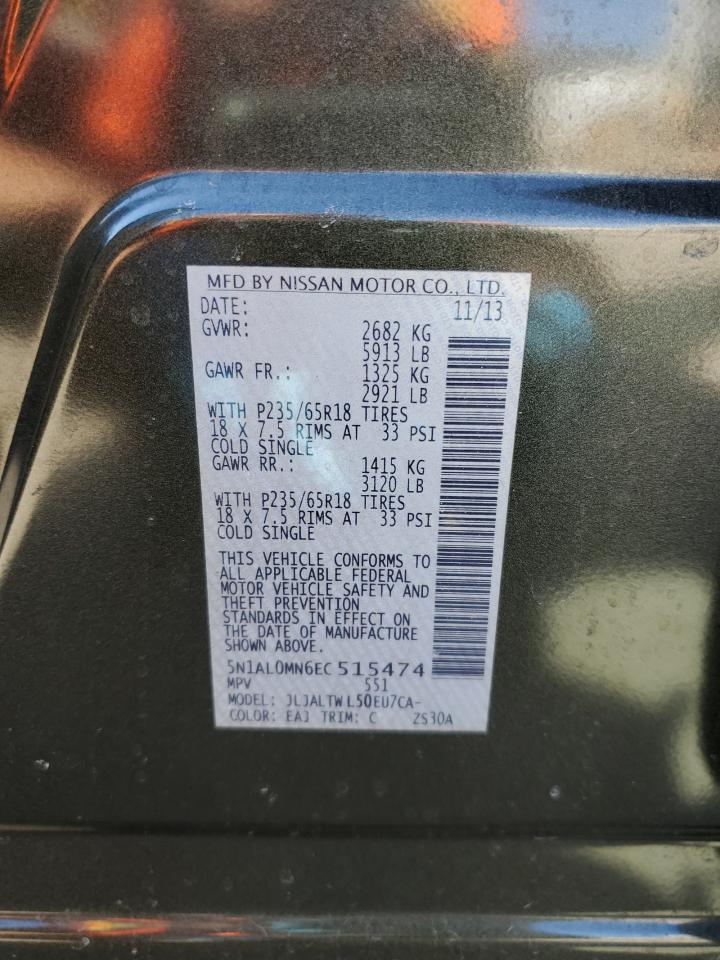 MFD BY NISSAN MOTOR CO., LTD.
DATE: 11/13
GVWR: 2682 KG
5913 LB
GAWR FR.: 1325 KG
2921 LB
WITH P235/65R18 TIRES
18 X 7.5 RIMS AT 33 PSI
COLD SINGLE
GAWR RR.: 1415 KG
3120 LB
WITH P235/65R18 TIRES
18 X 7.5 RIMS AT 33 PSI
COLD SINGLE
THIS VEHICLE CONFORMS TO
ALL APPLICABLE FEDERAL
MOTOR VEHICLE SAFETY AND
THEFT PREVENTION
STANDARDS IN EFFECT ON
THE DATE OF MANUFACTURE
SHOWN ABOVE.
5N1AL0MN6EC515474
MPV 551
MODEL: JLJALTWL50EU7CA-
COLOR: EAJ TRIM: C ZS30A